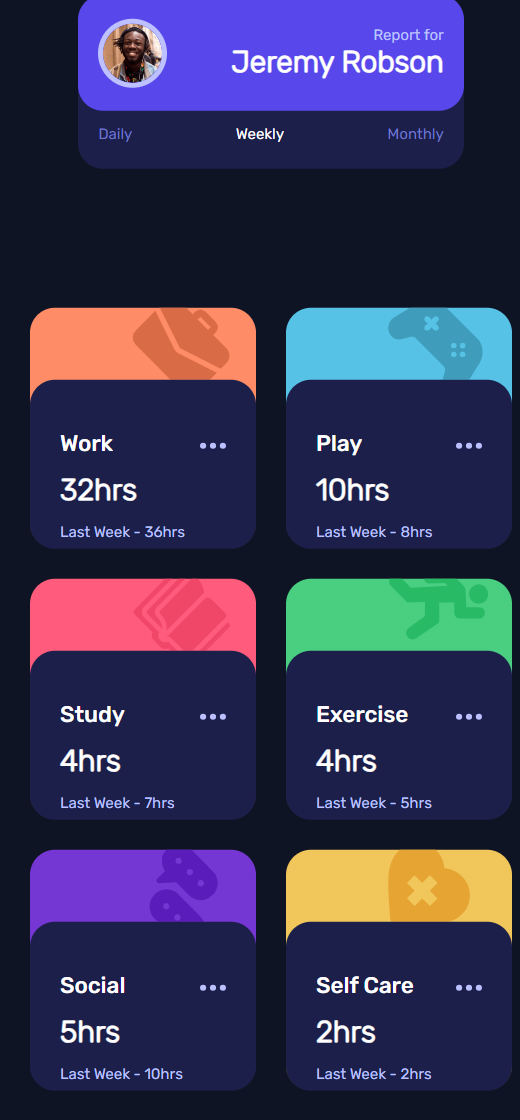 Report for
Jeremy Robson
Daily Weekly Monthly
Work
32hrs
Last Week - 36hrs
Play
10hrs
Last Week - 8hrs
Study
4hrs
Last Week - 7hrs
Exercise
4hrs
Last Week - 5hrs
Social
5hrs
Last Week - 10hrs
Self Care
2hrs
Last Week - 2hrs